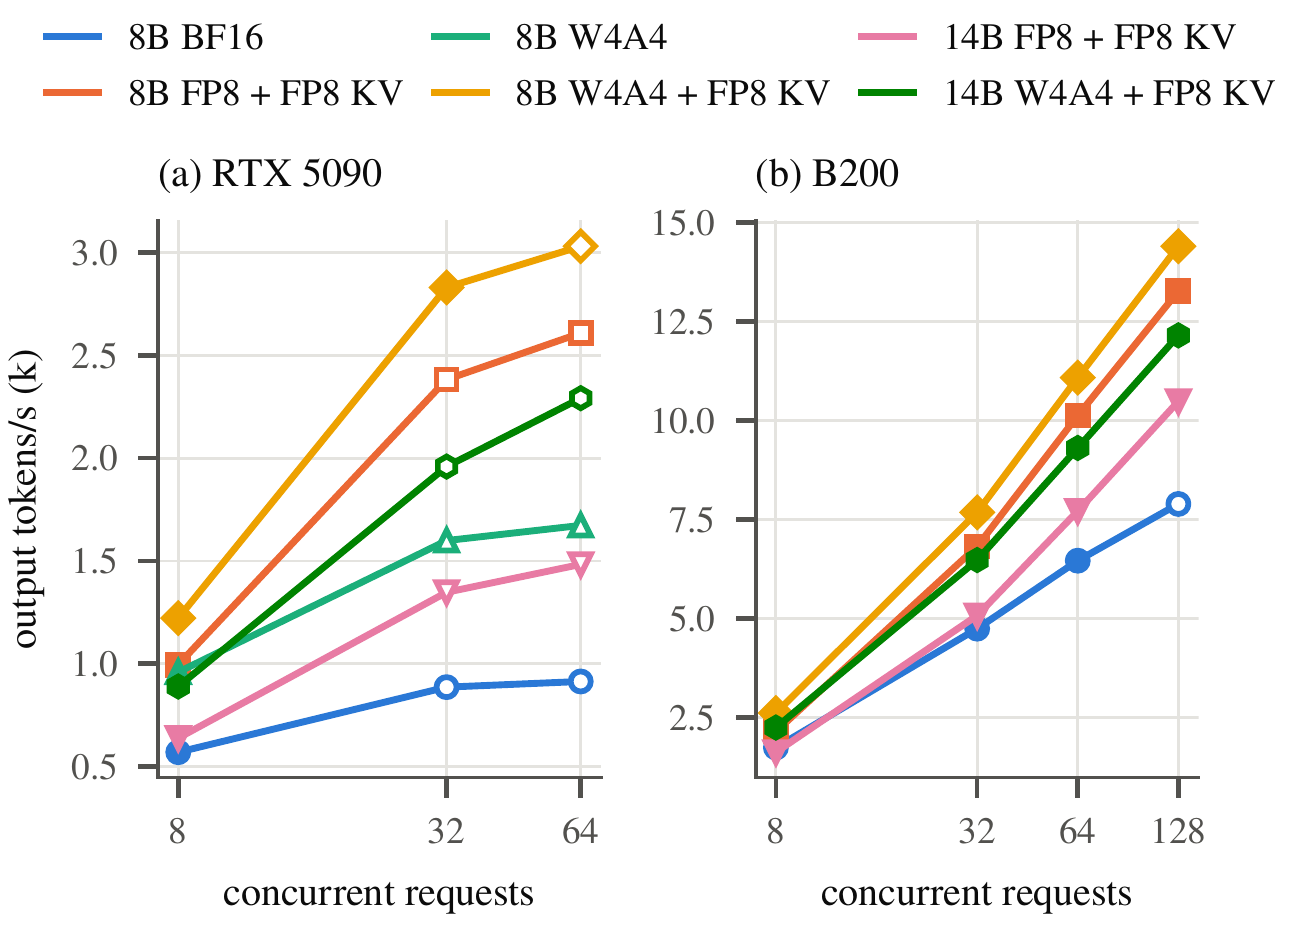 8B BF16
8B W4A4
14B FP8 + FP8 KV
8B FP8 + FP8 KV
8B W4A4 + FP8 KV
14B W4A4 + FP8 KV
(a) RTX 5090
(b) B200
output tokens/s (k)
3.0
2.5
2.0
1.5
1.0
0.5
8
32
64
concurrent requests
15.0
12.5
10.0
7.5
5.0
2.5
8
32
64
128
concurrent requests